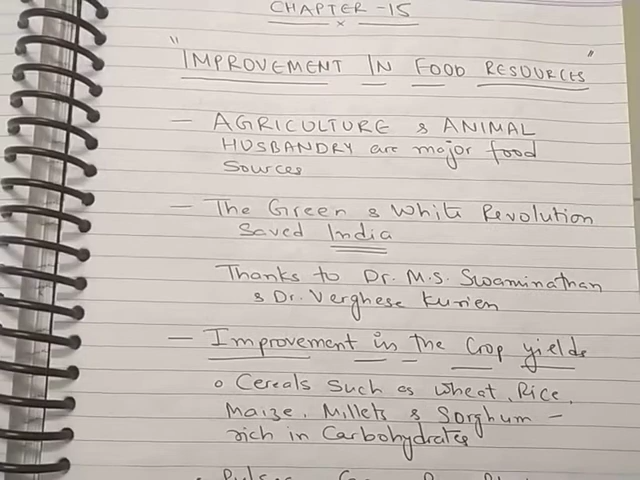 CHAPTER -15
x
"IMPROVEMENT IN FOOD RESOURCES"
— AGRICULTURE & ANIMAL
HUSBANDRY are major food
Sources
— The Green & White Revolution
Saved India
Thanks to Dr. M.S. Swaminathan
& Dr. Verghese Kurien
— Improvement in the Crop yields
o Cereals Such as Wheat, Rice,
Maize, Millets & Sorghum –
rich in Carbohydrates